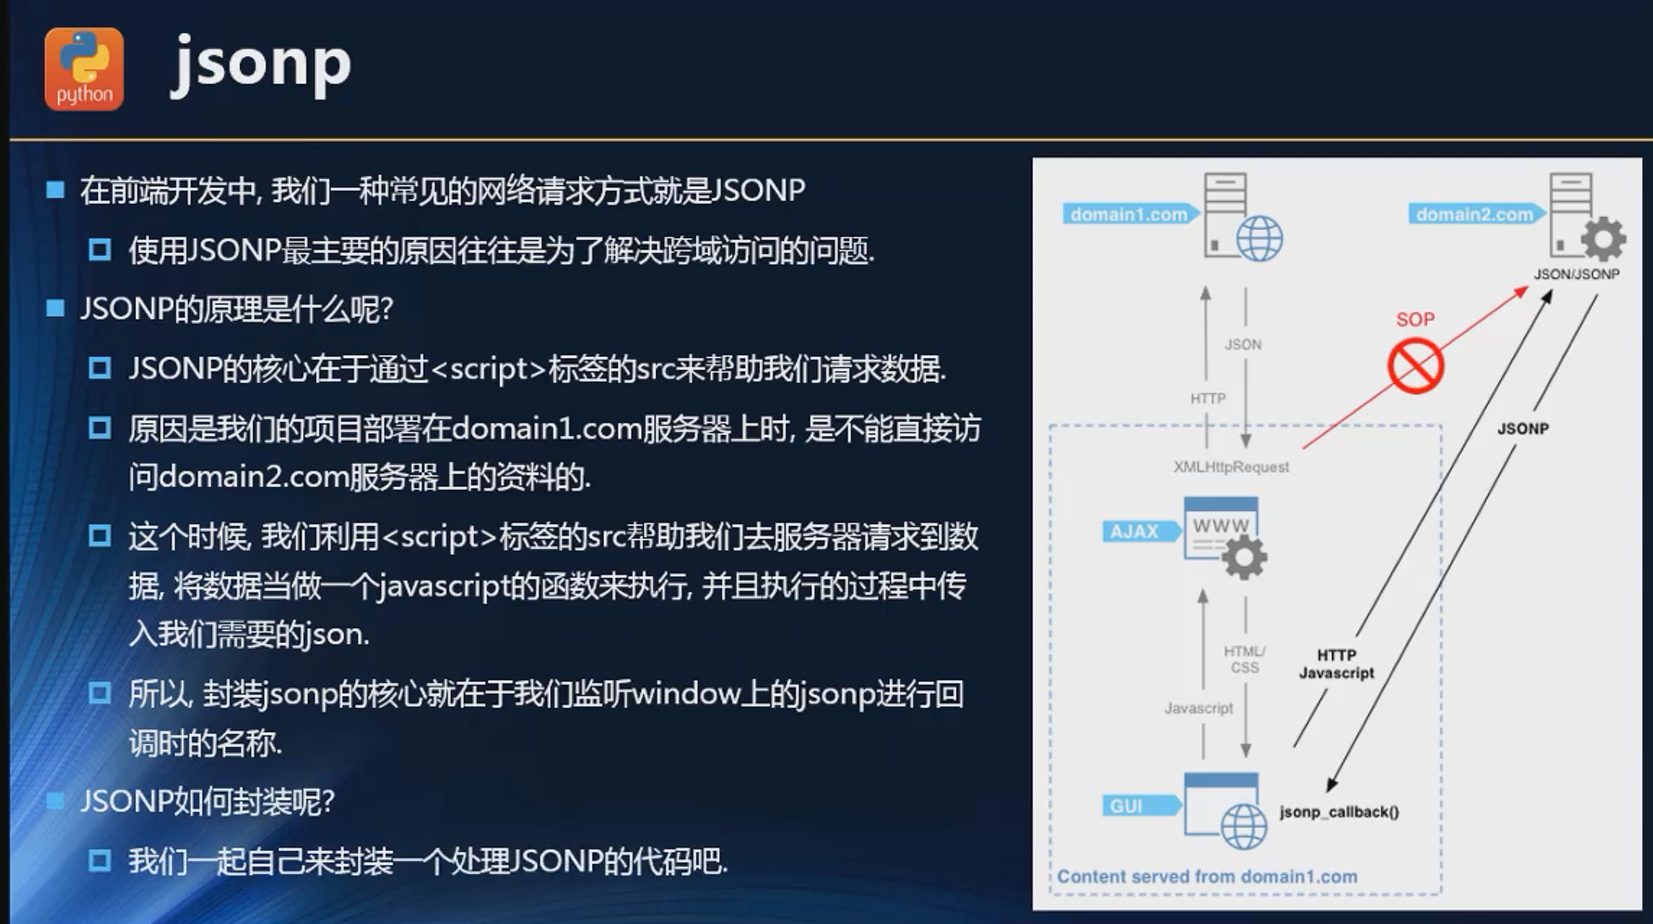 python
jsonp
在前端开发中, 我们一种常见的网络请求方式就是JSONP
使用JSONP最主要的原因往往是为了解决跨域访问的问题.
JSONP的原理是什么呢?
JSONP的核心在于通过<script>标签的src来帮助我们请求数据.
原因是我们的项目部署在domain1.com服务器上时, 是不能直接访
问domain2.com服务器上的资料的.
这个时候, 我们利用<script>标签的src帮助我们去服务器请求到数
据, 将数据当做一个javascript的函数来执行, 并且执行的过程中传
入我们需要的json.
所以, 封装jsonp的核心就在于我们监听window上的jsonp进行回
调时的名称.
JSONP如何封装呢?
我们一起自己来封装一个处理JSONP的代码吧.
domain1.com
domain2.com
JSON/JSONP
SOP
JSON
HTTP
JSONP
XMLHttpRequest
AJAX
WWW
HTML/
CSS
HTTP
Javascript
Javascript
GUI
jsonp_callback()
Content served from domain1.com